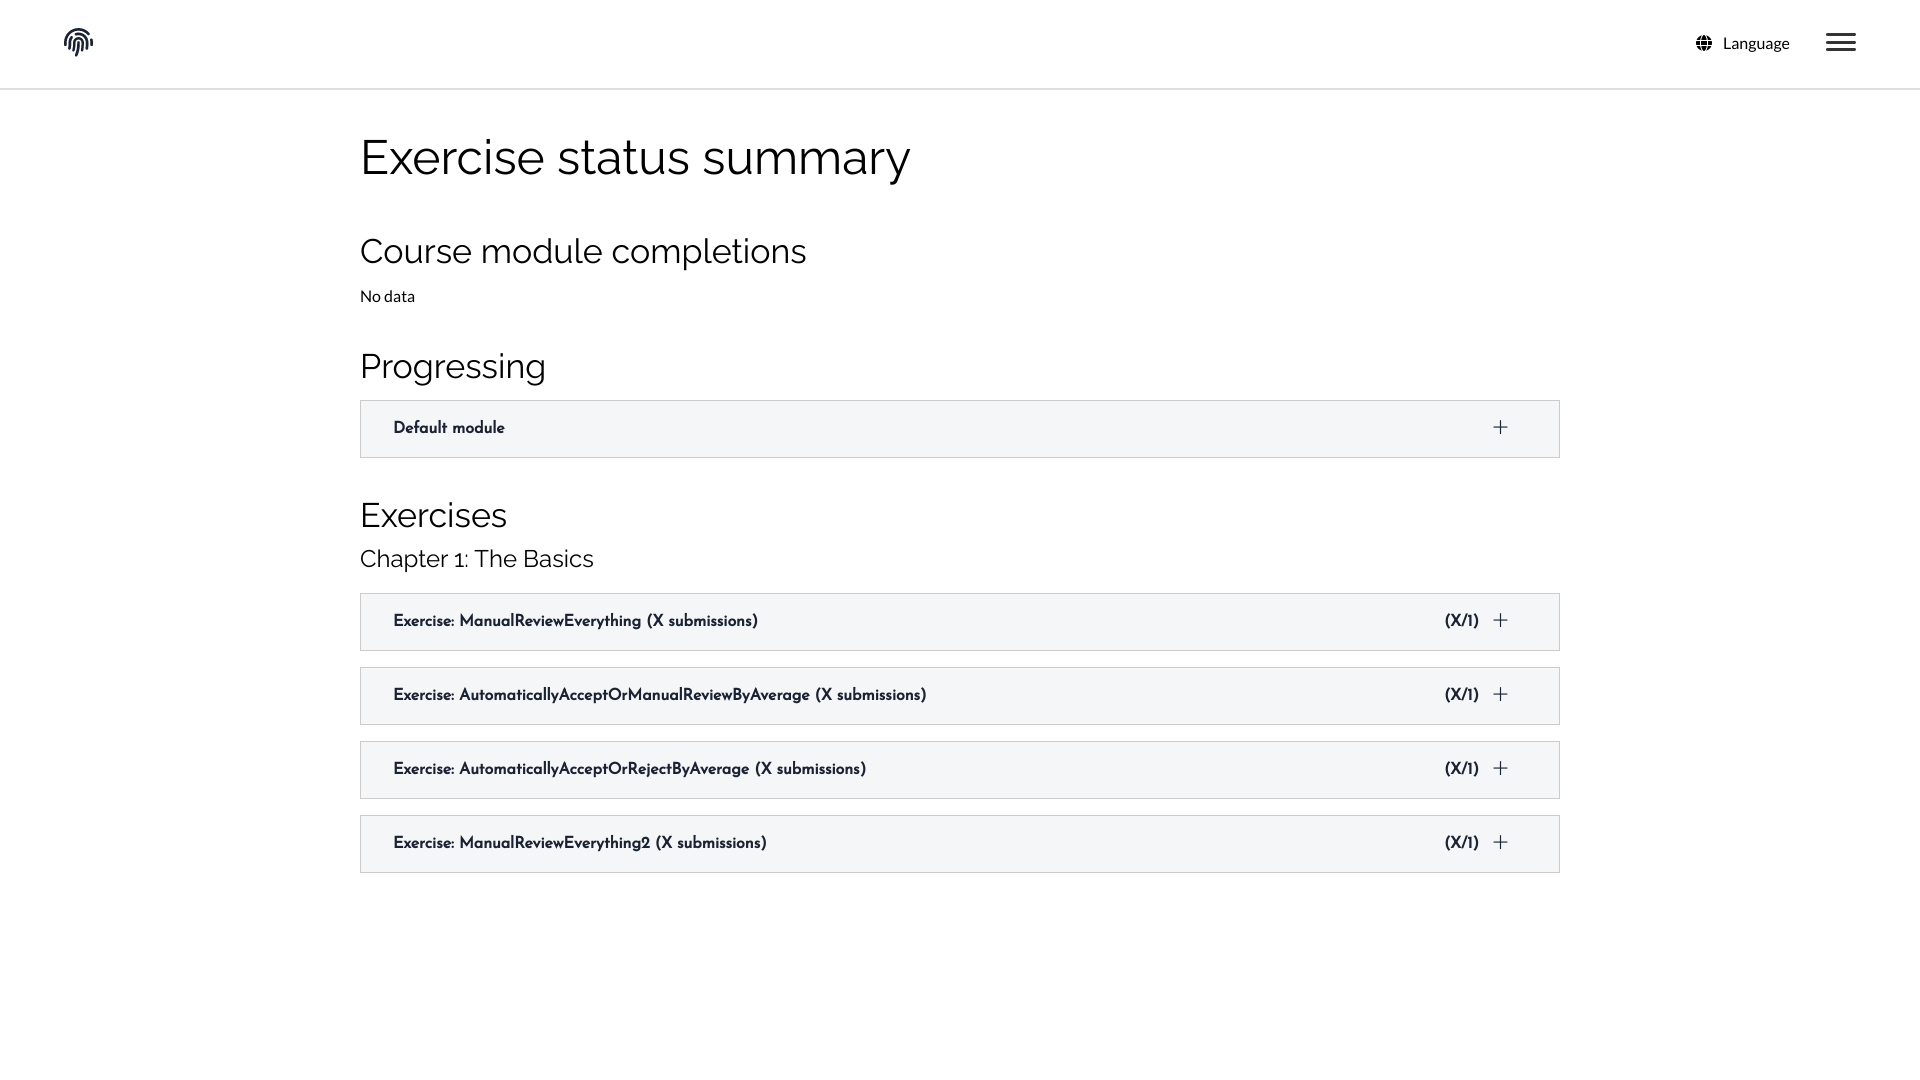 Language
Exercise status summary
Course module completions
No data
Progressing
Default module
Exercises
Chapter 1: The Basics
Exercise: ManualReviewEverything (X submissions) (X/1)
Exercise: AutomaticallyAcceptOrManualReviewByAverage (X submissions) (X/1)
Exercise: AutomaticallyAcceptOrRejectByAverage (X submissions) (X/1)
Exercise: ManualReviewEverything2 (X submissions) (X/1)